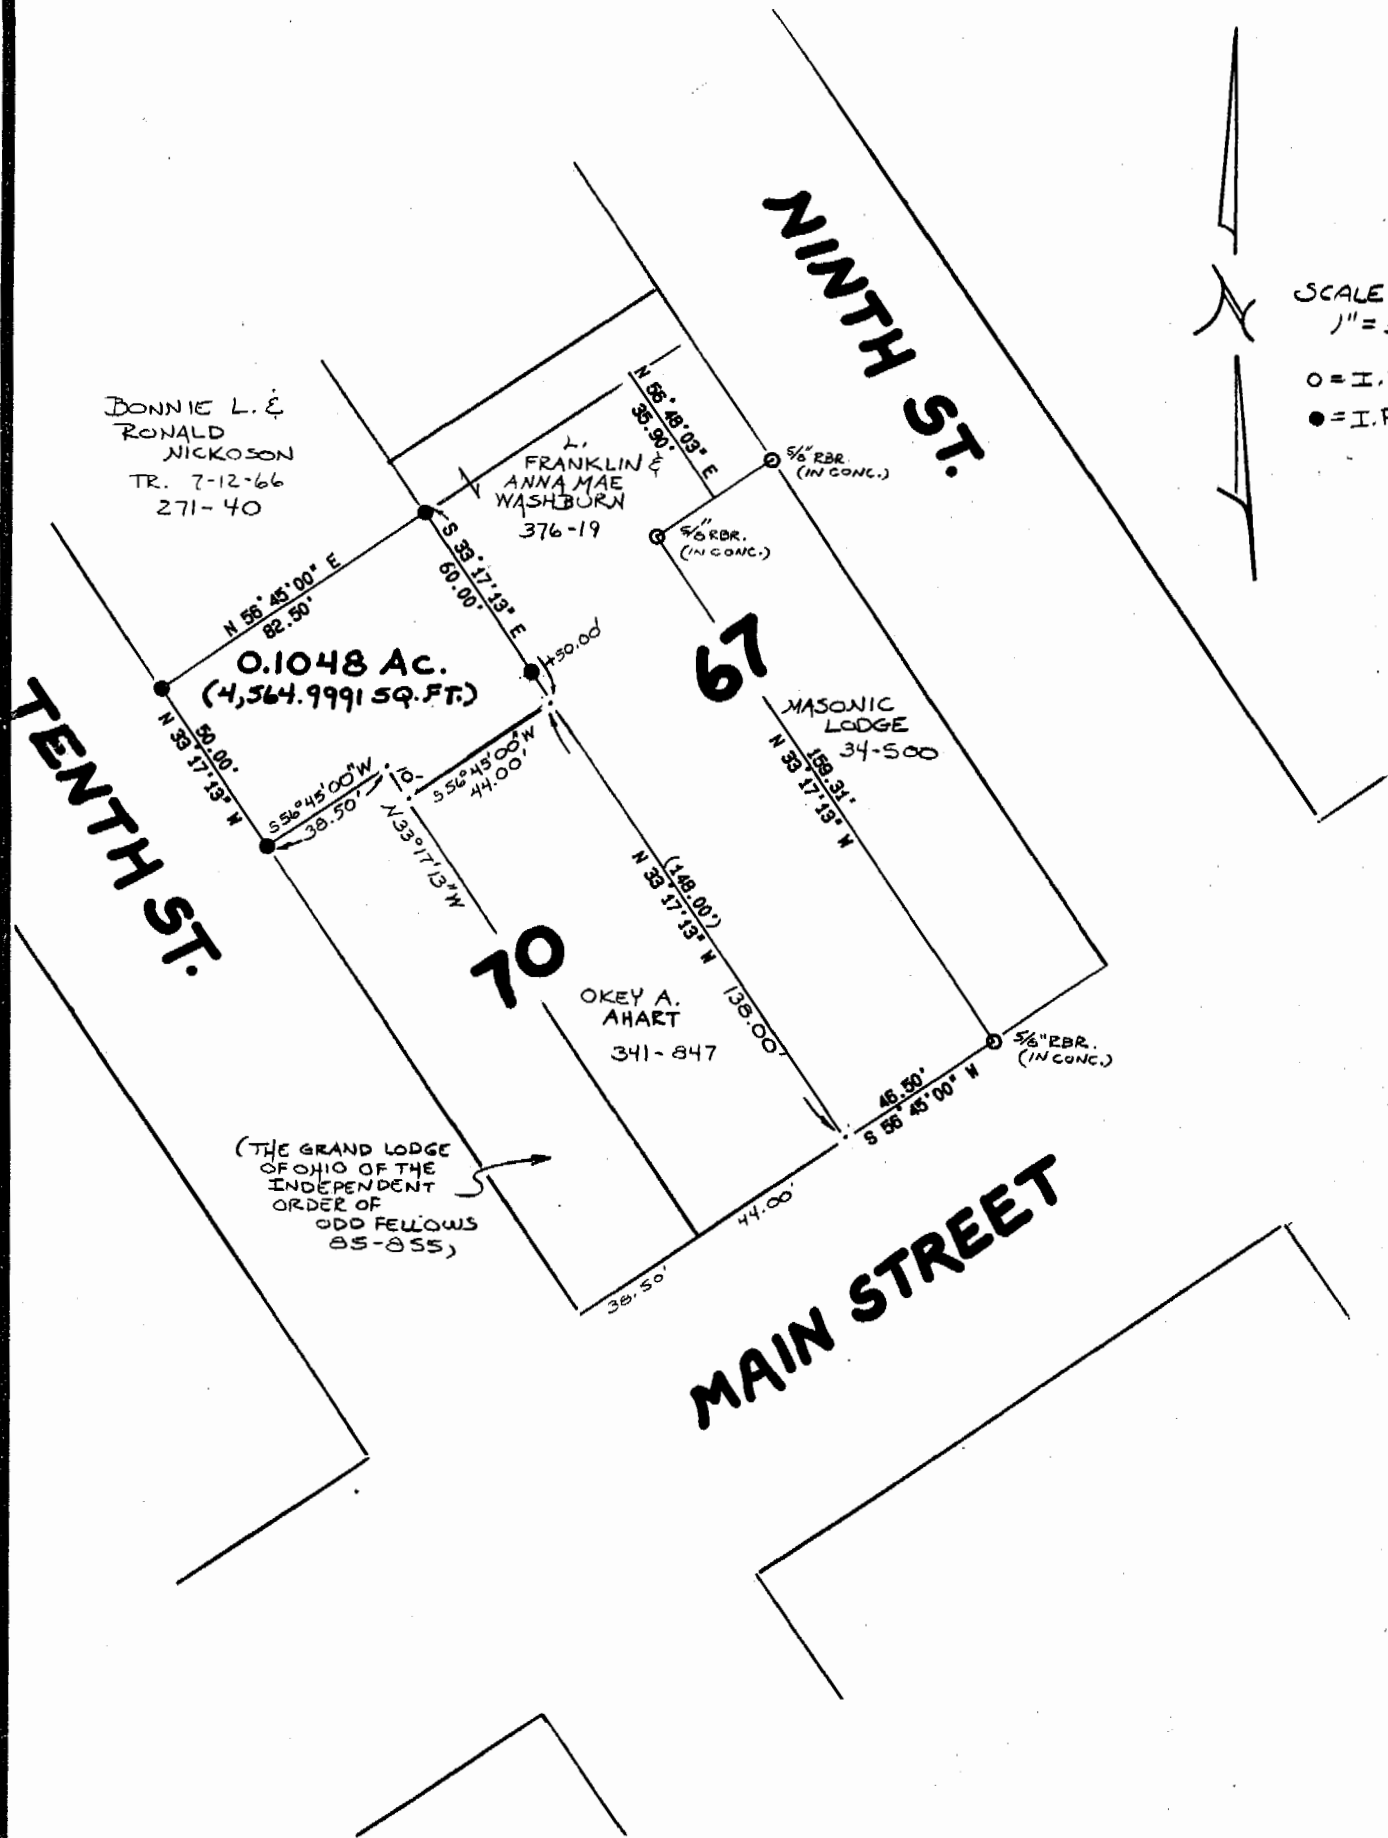 NINTH ST.
SCALE
1"=
O = I.
● = I.P
BONNIE L. &
RONALD
NICKOSON
TR. 7-12-66
271-40
N 56°48'03" E
35.90'
5/8" RBR.
(IN CONC.)
L.
FRANKLIN &
ANNA MAE
WASHBURN
376-19
5/8" RBR.
(IN CONC.)
S 33°17'13" E
60.00'
N 56°45'00" E
82.50'
0.1048 AC.
(4,564.9991 SQ.FT.)
67
MASONIC
LODGE
34-500
159.31'
N 33°17'13" W
TENTH ST.
50.00'
N 33°17'13" W
S56°45'00"W
38.50'
10'
S56°45'00"W
44.00'
N33°17'13"W
(148.00')
N 33°17'13" W
138.00'
70
OKEY A.
AHART
341-847
5/8" RBR.
(IN CONC.)
46.50'
S 56°45'00" W
(THE GRAND LODGE
OF OHIO OF THE
INDEPENDENT
ORDER OF
ODD FELLOWS
85-855)
44.00'
38.50'
MAIN STREET